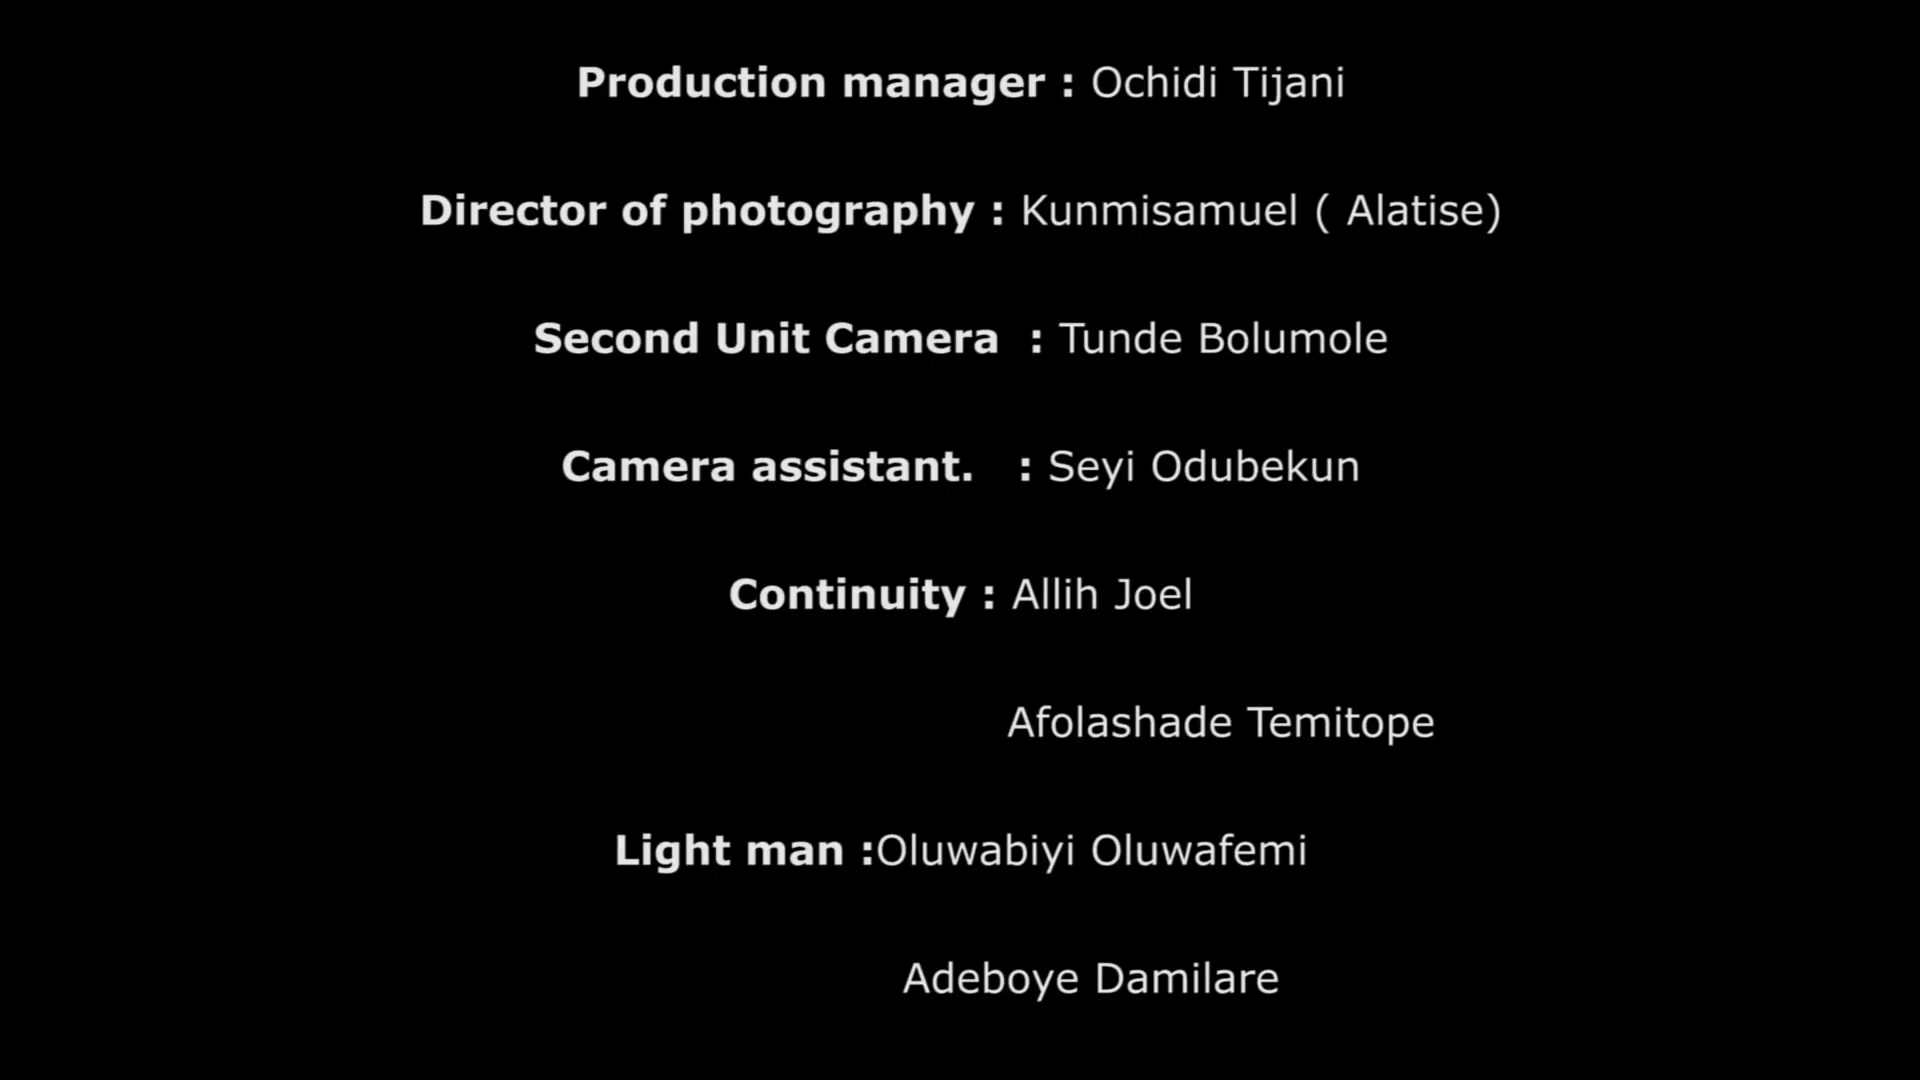 Production manager : Ochidi Tijani
Director of photography : Kunmisamuel ( Alatise)
Second Unit Camera  : Tunde Bolumole
Camera assistant.   : Seyi Odubekun
Continuity : Allih Joel
Afolashade Temitope
Light man :Oluwabiyi Oluwafemi
Adeboye Damilare